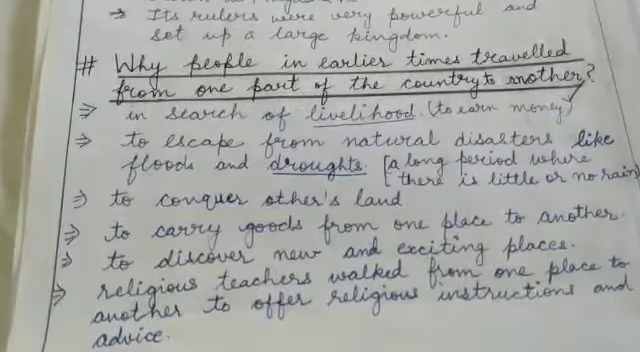 ⇒ Its rulers were very powerful and
set up a large kingdom.
# Why people in earlier times travelled
from one part of the country to another?
⇒ in search of livelihood. (to earn money)
⇒ to escape from natural disasters like
floods and droughts. [a long period where
[there is little or no rain]
⇒ to conquer other's land
⇒ to carry goods from one place to another.
⇒ to discover new and exciting places.
⇒ religious teachers walked from one place to
another to offer religious instructions and
advice.